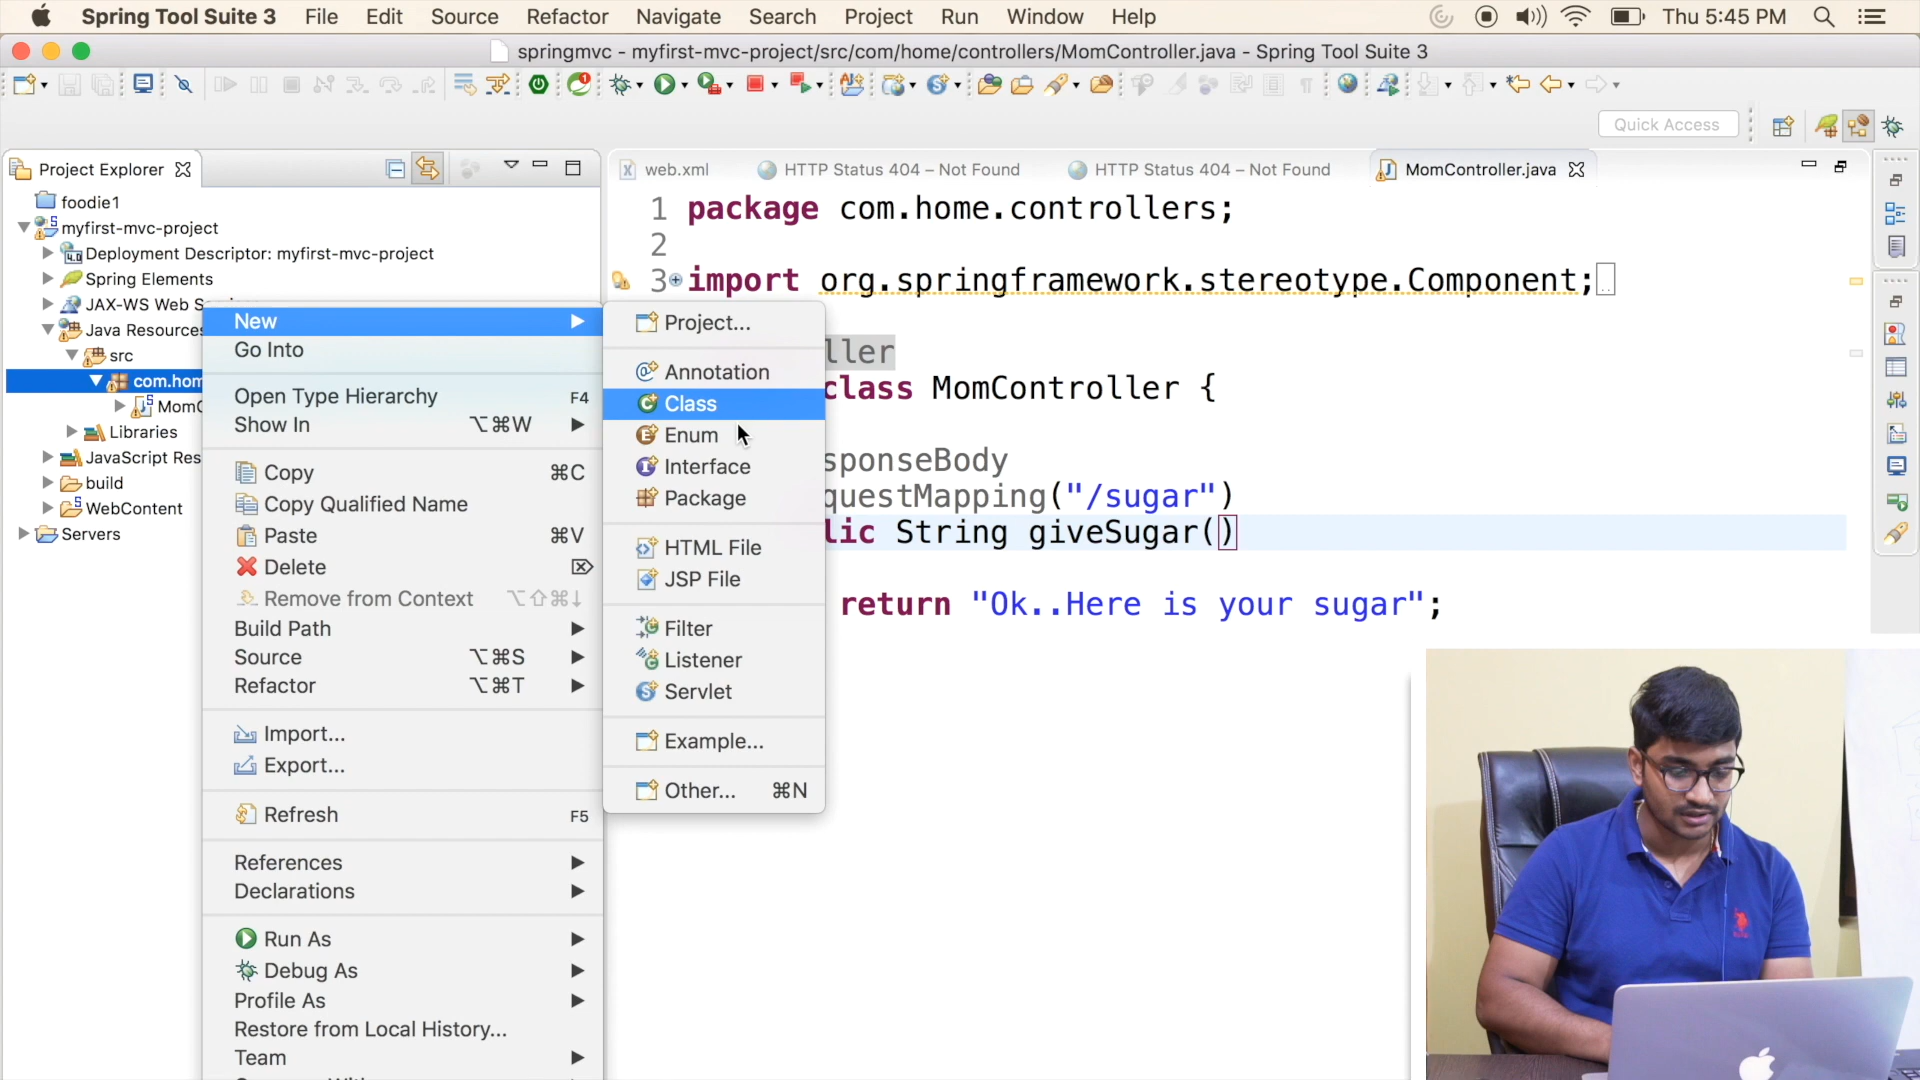 Spring Tool Suite 3 File Edit Source Refactor Navigate Search Project Run Window Help Thu 5:45 PM
springmvc - myfirst-mvc-project/src/com/home/controllers/MomController.java - Spring Tool Suite 3
Quick Access
Project Explorer
web.xml
HTTP Status 404 – Not Found
HTTP Status 404 – Not Found
MomController.java
foodie1
myfirst-mvc-project
Deployment Descriptor: myfirst-mvc-project
Spring Elements
JAX-WS Web
Java Resources
src
com.hom
Mom
Libraries
JavaScript Res
build
WebContent
Servers
New
Go Into
Open Type Hierarchy F4
Show In ⌥⌘W
Copy ⌘C
Copy Qualified Name
Paste ⌘V
Delete ⌦
Remove from Context ⌥⇧⌘↓
Build Path
Source ⌥⌘S
Refactor ⌥⌘T
Import...
Export...
Refresh F5
References
Declarations
Run As
Debug As
Profile As
Restore from Local History...
Team
Project...
Annotation
Class
Enum
Interface
Package
HTML File
JSP File
Filter
Listener
Servlet
Example...
Other... ⌘N
1 package com.home.controllers;
2
3 import org.springframework.stereotype.Component;
ller
class MomController {
sponseBody
questMapping("/sugar")
lic String giveSugar()
return "Ok..Here is your sugar";